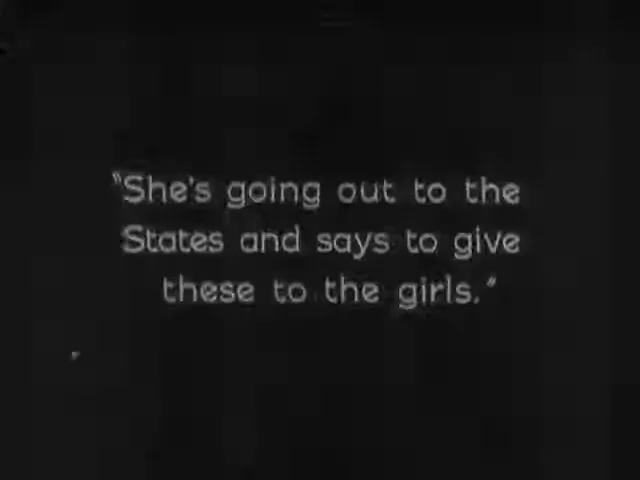 "She's going out to the
States and says to give
these to the girls."